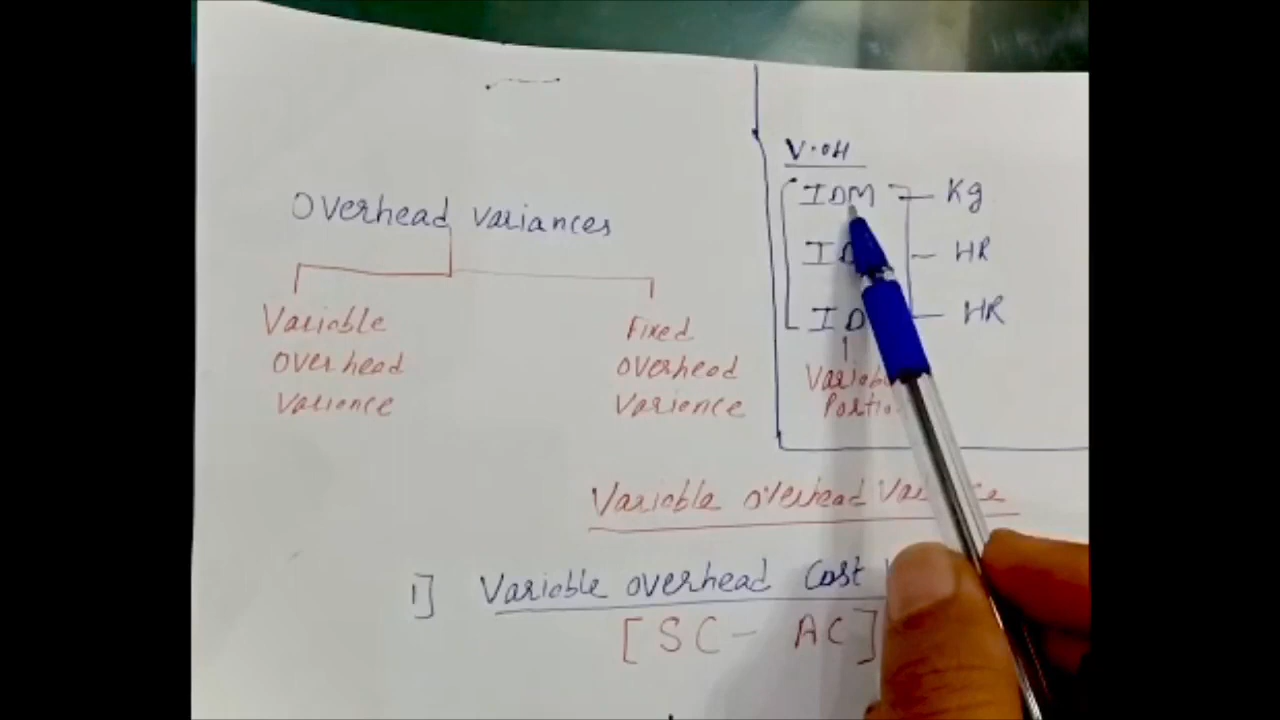 Overhead variances
Variable
overhead
Varience
Fixed
overhead
Varience
V.OH
IDM — Kg
— HR
— HR
Variable overhead
1] Variable overhead Cost
[SC - AC]